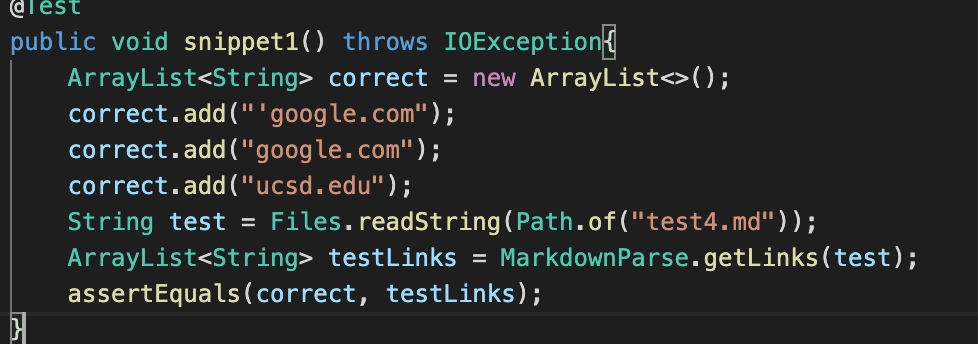 @Test
public void snippet1() throws IOException{
ArrayList<String> correct = new ArrayList<>();
correct.add("'google.com");
correct.add("google.com");
correct.add("ucsd.edu");
String test = Files.readString(Path.of("test4.md"));
ArrayList<String> testLinks = MarkdownParse.getLinks(test);
assertEquals(correct, testLinks);
}